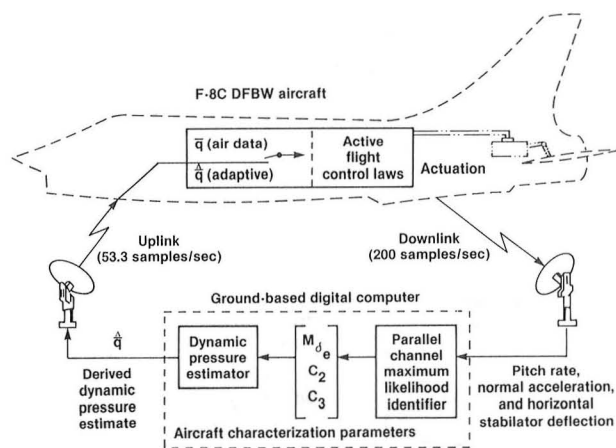 F-8C DFBW aircraft
q̅ (air data)
q̅̂ (adaptive)
Active
flight
control laws
Actuation
Uplink
(53.3 samples/sec)
Downlink
(200 samples/sec)
Ground-based digital computer
q̅̂
Derived
dynamic
pressure
estimate
Dynamic
pressure
estimator
Mδe
C2
C3
Parallel
channel
maximum
likelihood
identifier
Pitch rate,
normal acceleration,
and horizontal
stabilator deflection
Aircraft characterization parameters